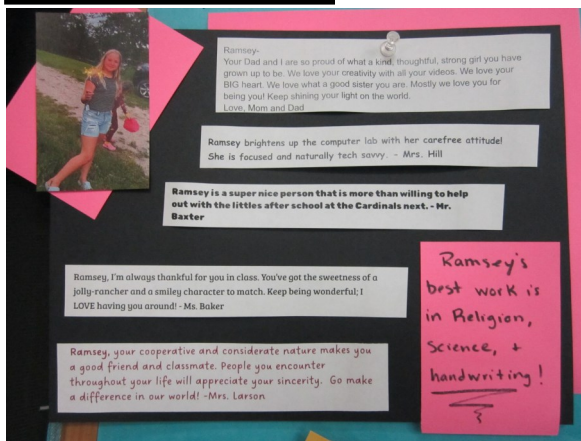 Ramsey-
Your Dad and I are so proud of what a kind, thoughtful, strong girl you have
grown up to be. We love your creativity with all your videos. We love your
BIG heart. We love what a good sister you are. Mostly we love you for
being you! Keep shining your light on the world.
Love, Mom and Dad
Ramsey brightens up the computer lab with her carefree attitude!
She is focused and naturally tech savvy. - Mrs. Hill
Ramsey is a super nice person that is more than willing to help
out with the littles after school at the Cardinals next. - Mr.
Baxter
Ramsey, I'm always thankful for you in class. You've got the sweetness of a
jolly-rancher and a smiley character to match. Keep being wonderful; I
LOVE having you around! - Ms. Baker
Ramsey, your cooperative and considerate nature makes you
a good friend and classmate. People you encounter
throughout your life will appreciate your sincerity. Go make
a difference in our world! -Mrs. Larson
Ramsey's
best work is
in Religion,
Science, +
handwriting!